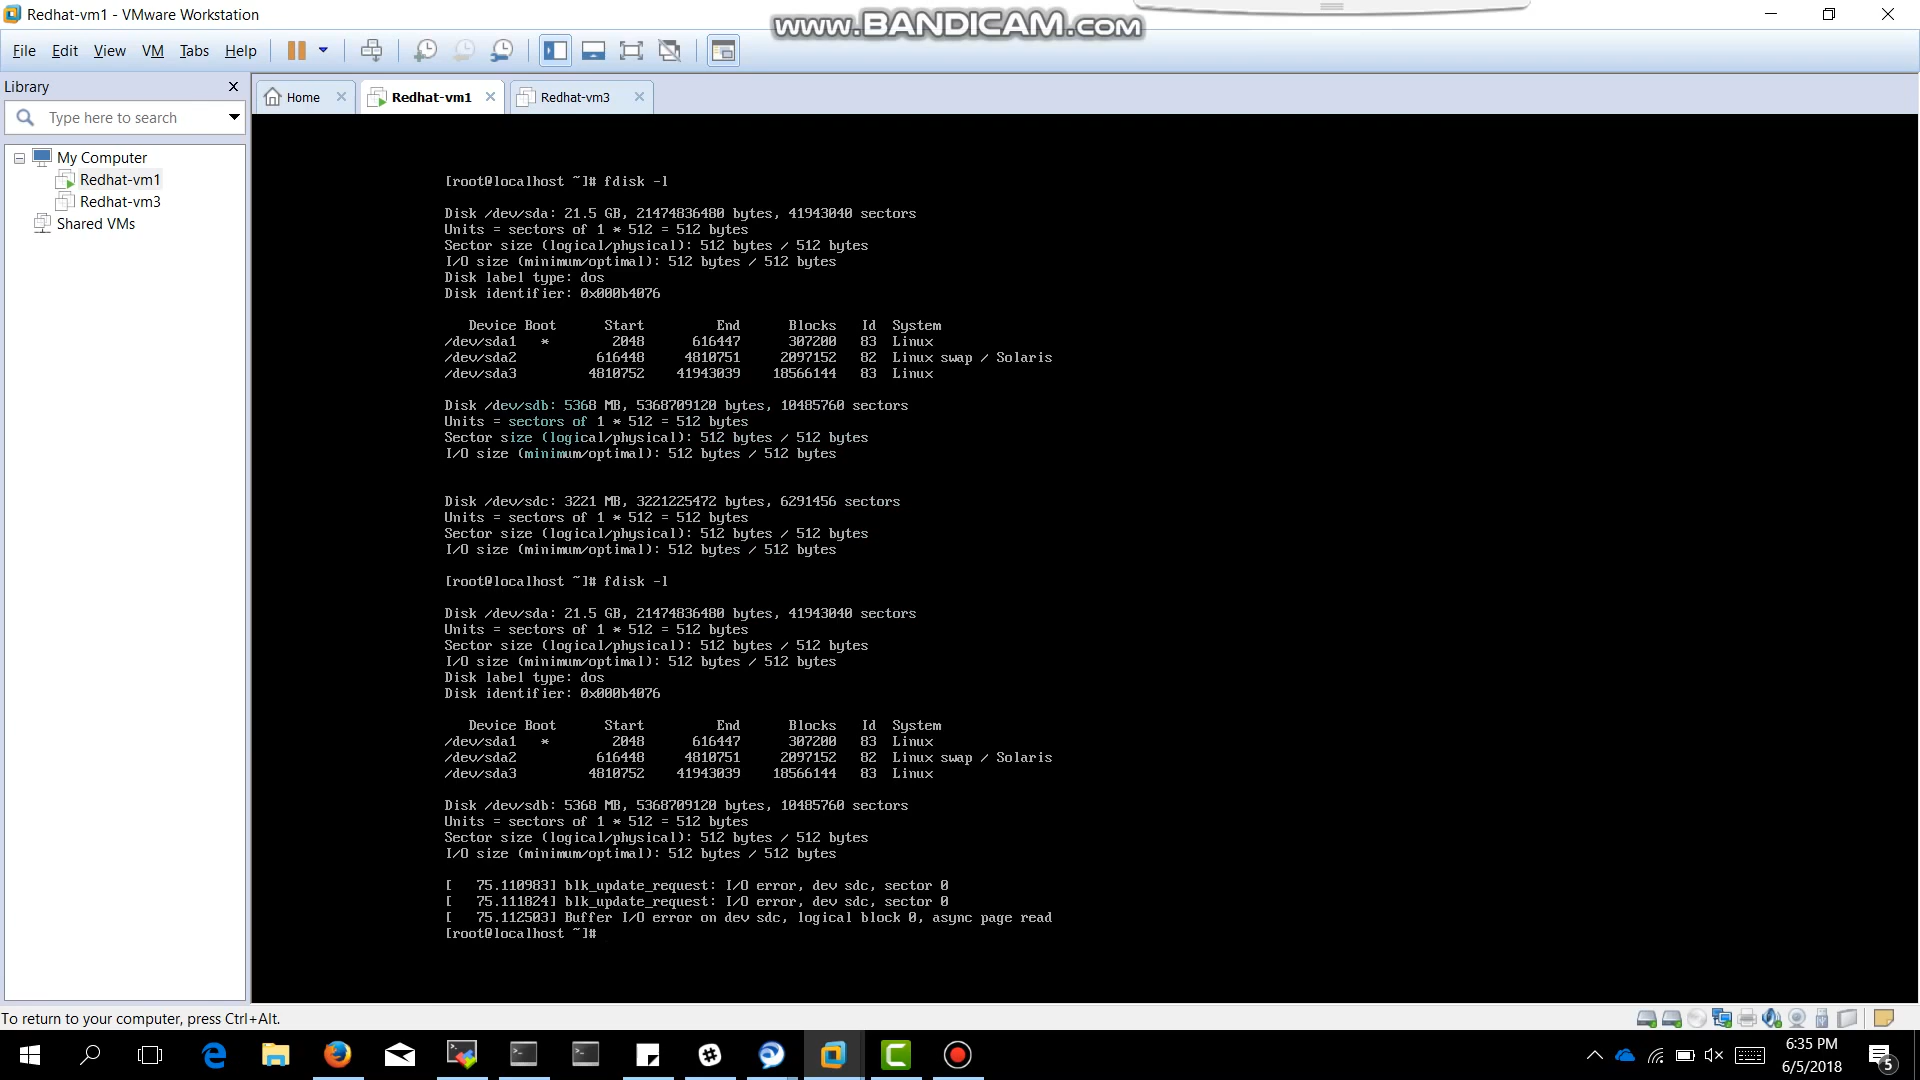 Redhat-vm1 - VMware Workstation
www.BANDICAM.com
File Edit View VM Tabs Help
Library
Home
Redhat-vm1
Redhat-vm3
Type here to search
My Computer
Redhat-vm1
Redhat-vm3
Shared VMs
[root@localhost ~]# fdisk -l
Disk /dev/sda: 21.5 GB, 21474836480 bytes, 41943040 sectors
Units = sectors of 1 * 512 = 512 bytes
Sector size (logical/physical): 512 bytes / 512 bytes
I/O size (minimum/optimal): 512 bytes / 512 bytes
Disk label type: dos
Disk identifier: 0x000b4076
Device Boot Start End Blocks Id System
/dev/sda1 * 2048 616447 307200 83 Linux
/dev/sda2 616448 4810751 2097152 82 Linux swap / Solaris
/dev/sda3 4810752 41943039 18566144 83 Linux
Disk /dev/sdb: 5368 MB, 5368709120 bytes, 10485760 sectors
Units = sectors of 1 * 512 = 512 bytes
Sector size (logical/physical): 512 bytes / 512 bytes
I/O size (minimum/optimal): 512 bytes / 512 bytes
Disk /dev/sdc: 3221 MB, 3221225472 bytes, 6291456 sectors
Units = sectors of 1 * 512 = 512 bytes
Sector size (logical/physical): 512 bytes / 512 bytes
I/O size (minimum/optimal): 512 bytes / 512 bytes
[root@localhost ~]# fdisk -l
Disk /dev/sda: 21.5 GB, 21474836480 bytes, 41943040 sectors
Units = sectors of 1 * 512 = 512 bytes
Sector size (logical/physical): 512 bytes / 512 bytes
I/O size (minimum/optimal): 512 bytes / 512 bytes
Disk label type: dos
Disk identifier: 0x000b4076
Device Boot Start End Blocks Id System
/dev/sda1 * 2048 616447 307200 83 Linux
/dev/sda2 616448 4810751 2097152 82 Linux swap / Solaris
/dev/sda3 4810752 41943039 18566144 83 Linux
Disk /dev/sdb: 5368 MB, 5368709120 bytes, 10485760 sectors
Units = sectors of 1 * 512 = 512 bytes
Sector size (logical/physical): 512 bytes / 512 bytes
I/O size (minimum/optimal): 512 bytes / 512 bytes
[ 75.110983] blk_update_request: I/O error, dev sdc, sector 0
[ 75.111824] blk_update_request: I/O error, dev sdc, sector 0
[ 75.112503] Buffer I/O error on dev sdc, logical block 0, async page read
[root@localhost ~]#
To return to your computer, press Ctrl+Alt.
6:35 PM
6/5/2018
5